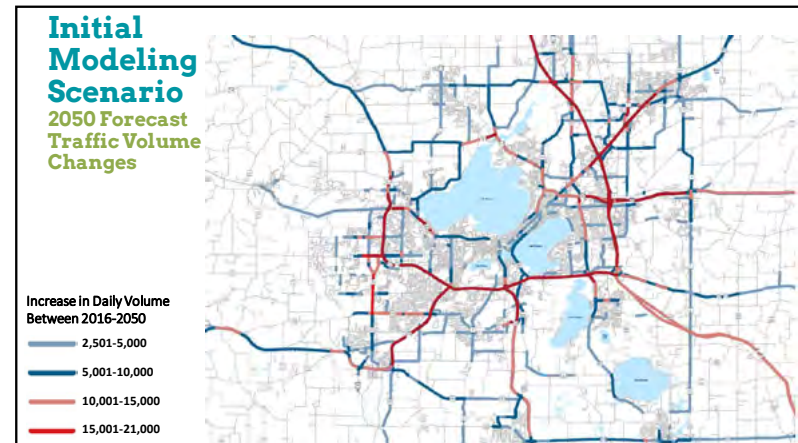 Initial
Modeling
Scenario
2050 Forecast
Traffic Volume
Changes
Increase in Daily Volume
Between 2016-2050
2,501-5,000
5,001-10,000
10,001-15,000
15,001-21,000